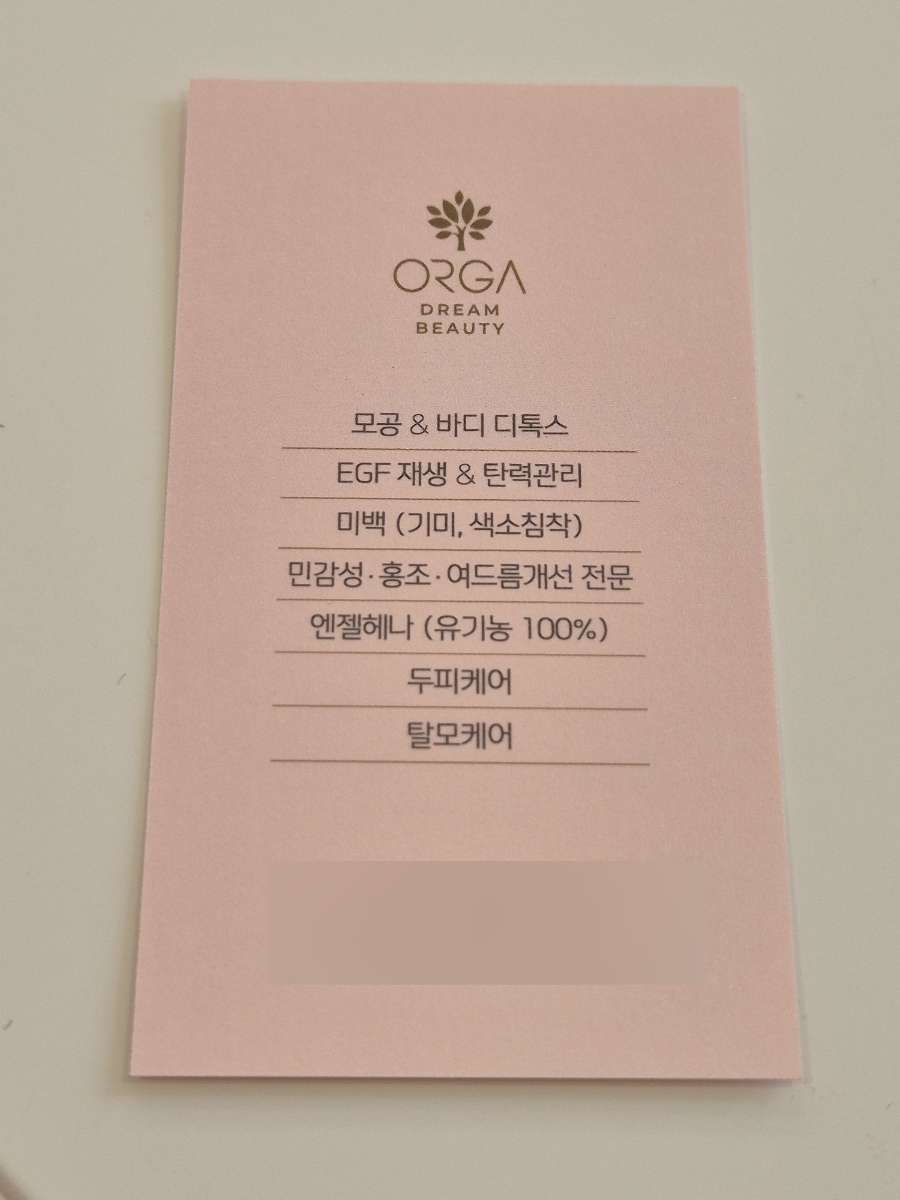 ORGA
DREAM
BEAUTY
모공 & 바디 디톡스
EGF 재생 & 탄력관리
미백 (기미, 색소침착)
민감성·홍조·여드름개선 전문
엔젤헤나 (유기농 100%)
두피케어
탈모케어